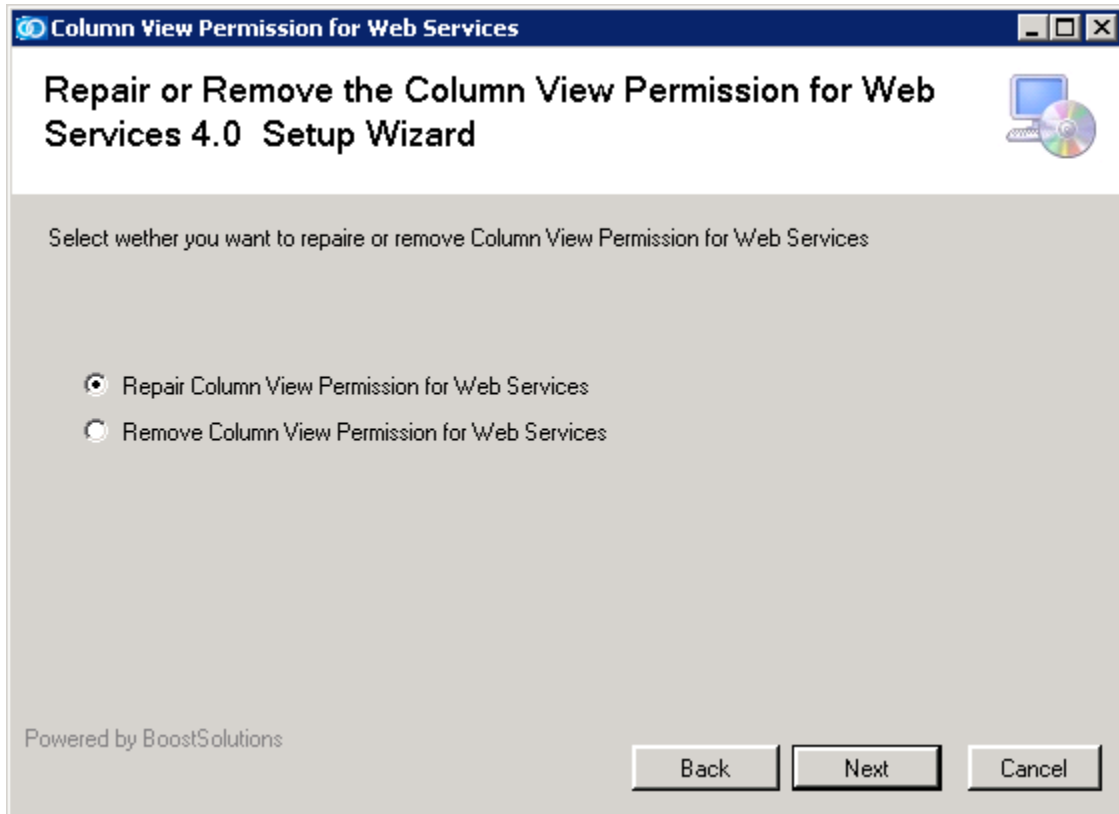 Column View Permission for Web Services
Repair or Remove the Column View Permission for Web
Services 4.0 Setup Wizard
Select wether you want to repaire or remove Column View Permission for Web Services
Repair Column View Permission for Web Services
Remove Column View Permission for Web Services
Powered by BoostSolutions
Back Next Cancel